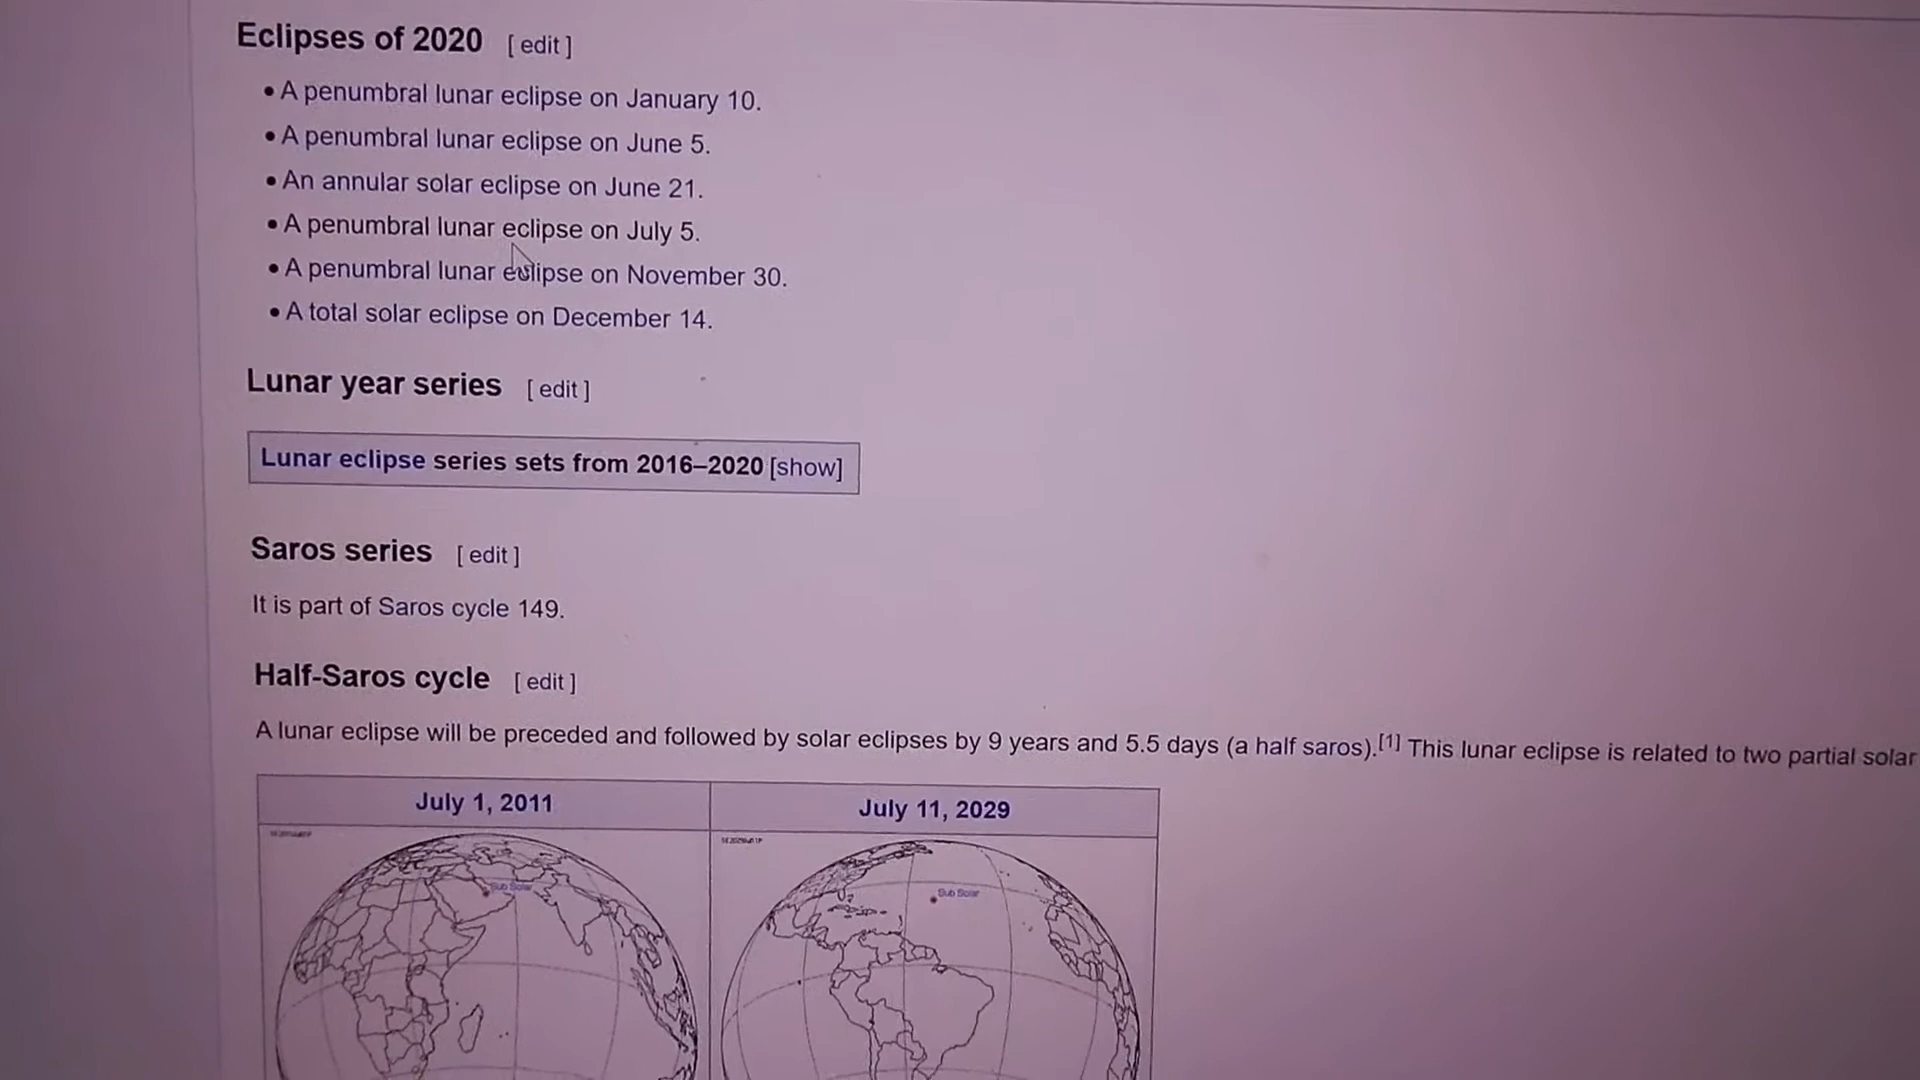 Eclipses of 2020 [ edit ]
• A penumbral lunar eclipse on January 10.
• A penumbral lunar eclipse on June 5.
• An annular solar eclipse on June 21.
• A penumbral lunar eclipse on July 5.
• A penumbral lunar eclipse on November 30.
• A total solar eclipse on December 14.
Lunar year series [ edit ]
Lunar eclipse series sets from 2016–2020 [show]
Saros series [ edit ]
It is part of Saros cycle 149.
Half-Saros cycle [ edit ]
A lunar eclipse will be preceded and followed by solar eclipses by 9 years and 5.5 days (a half saros).[1] This lunar eclipse is related to two partial solar
July 1, 2011 July 11, 2029
Sub Solar Sub Solar